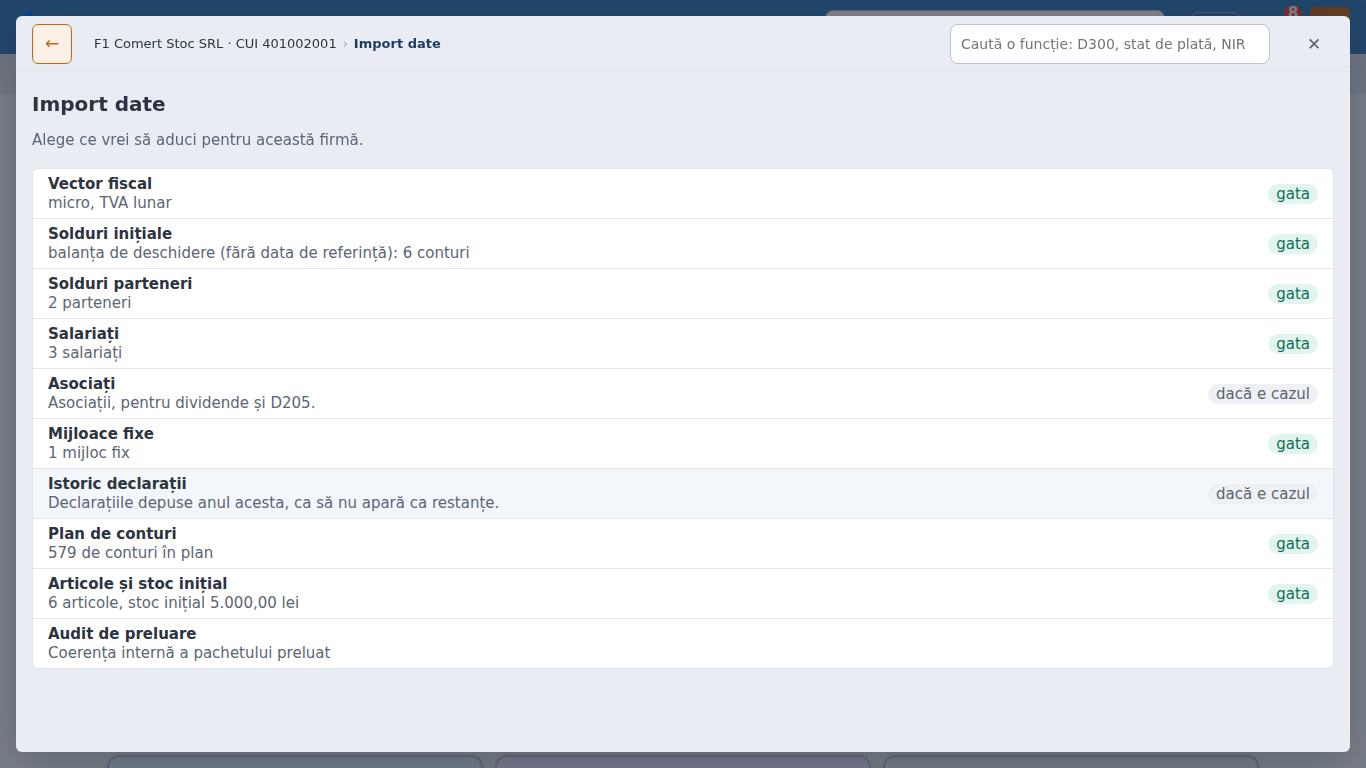 8
←
F1 Comert Stoc SRL · CUI 401002001 › Import date
Caută o funcție: D300, stat de plată, NIR
✕
Import date
Alege ce vrei să aduci pentru această firmă.
Vector fiscal
micro, TVA lunar
gata
Solduri inițiale
balanța de deschidere (fără data de referință): 6 conturi
gata
Solduri parteneri
2 parteneri
gata
Salariați
3 salariați
gata
Asociați
Asociații, pentru dividende și D205.
dacă e cazul
Mijloace fixe
1 mijloc fix
gata
Istoric declarații
Declarațiile depuse anul acesta, ca să nu apară ca restanțe.
dacă e cazul
Plan de conturi
579 de conturi în plan
gata
Articole și stoc inițial
6 articole, stoc inițial 5.000,00 lei
gata
Audit de preluare
Coerența internă a pachetului preluat